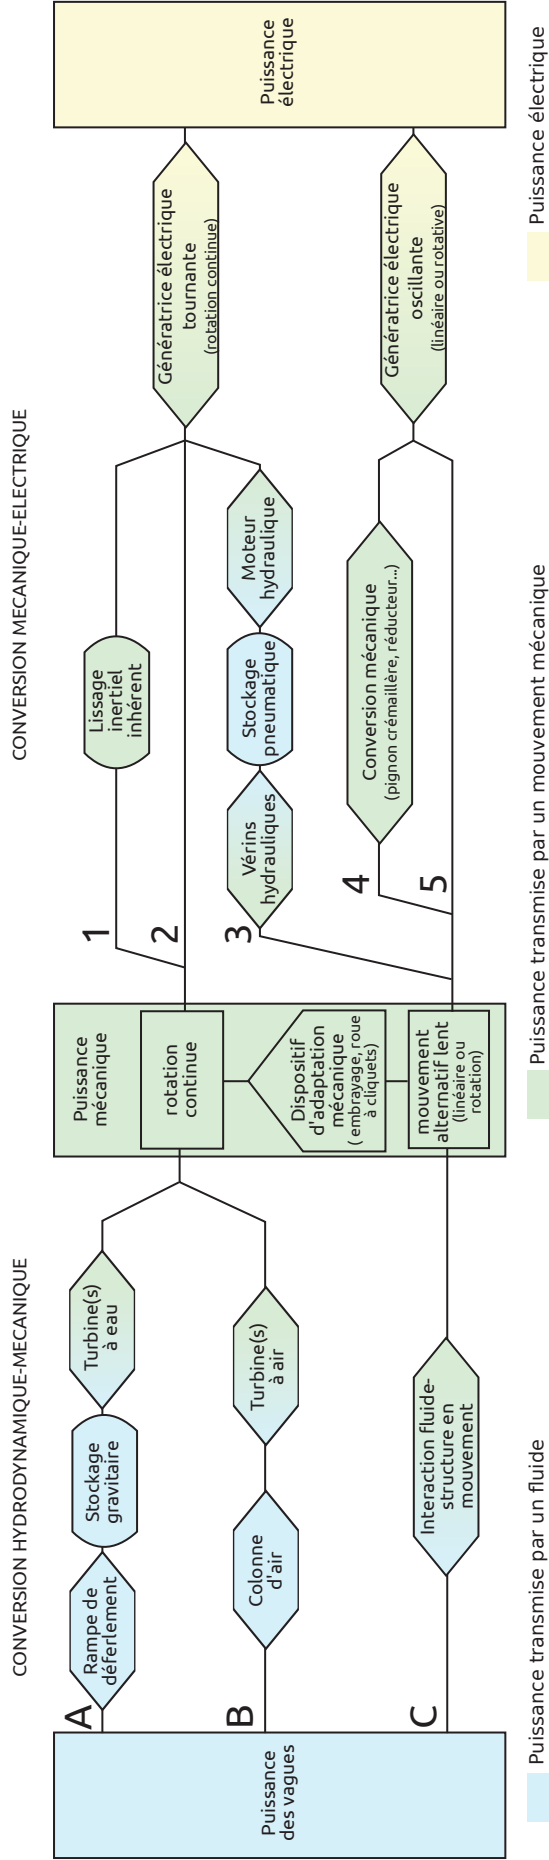 CONVERSION HYDRODYNAMIQUE-MECANIQUE
CONVERSION MECANIQUE-ELECTRIQUE
Puissance
des vagues
A
Rampe de
déferlement
Stockage
gravitaire
Turbine(s)
à eau
B
Colonne
d'air
Turbine(s)
à air
C
Interaction fluide-
structure en
mouvement
Puissance
mécanique
rotation
continue
Dispositif
d'adaptation
mécanique
( embrayage, roue
à cliquets)
mouvement
alternatif lent
(linéaire ou
rotation)
1
Lissage
inertiel
inhérent
2
3
Vérins
hydrauliques
Stockage
pneumatique
Moteur
hydraulique
4
Conversion mécanique
(pignon crémaillère, réducteur...)
5
Génératrice électrique
tournante
(rotation continue)
Génératrice électrique
oscillante
(linéaire ou rotative)
Puissance
électrique
Puissance transmise par un fluide
Puissance transmise par un mouvement mécanique
Puissance électrique